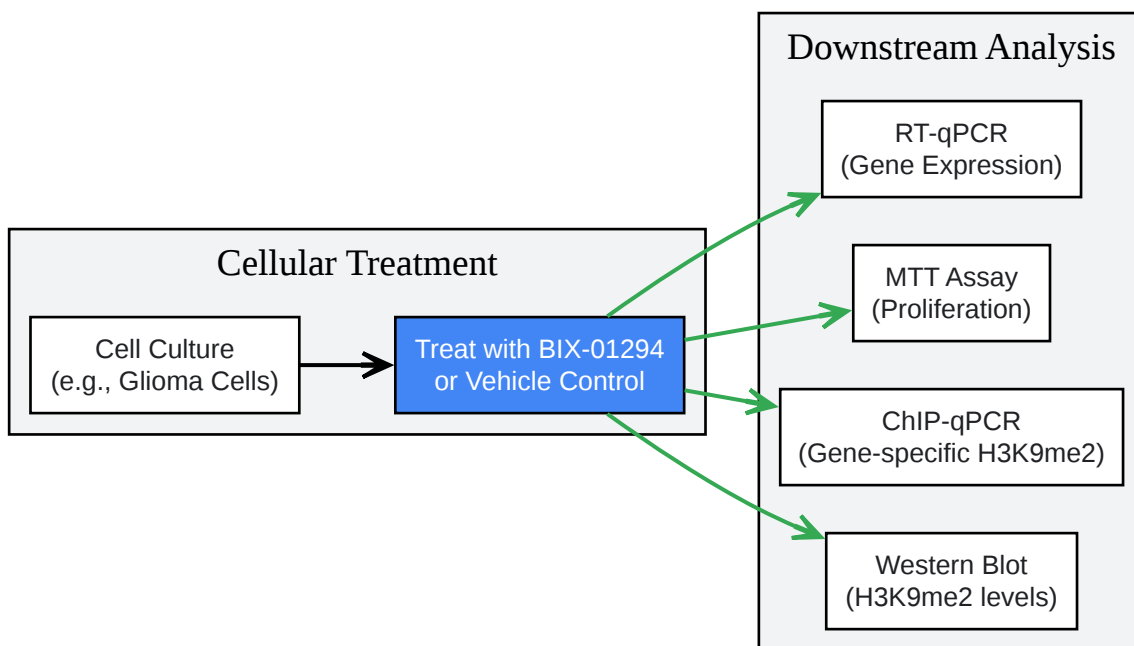 Cellular Treatment
Cell Culture
(e.g., Glioma Cells)
Treat with BIX-01294
or Vehicle Control
Downstream Analysis
RT-qPCR
(Gene Expression)
MTT Assay
(Proliferation)
ChIP-qPCR
(Gene-specific H3K9me2)
Western Blot
(H3K9me2 levels)